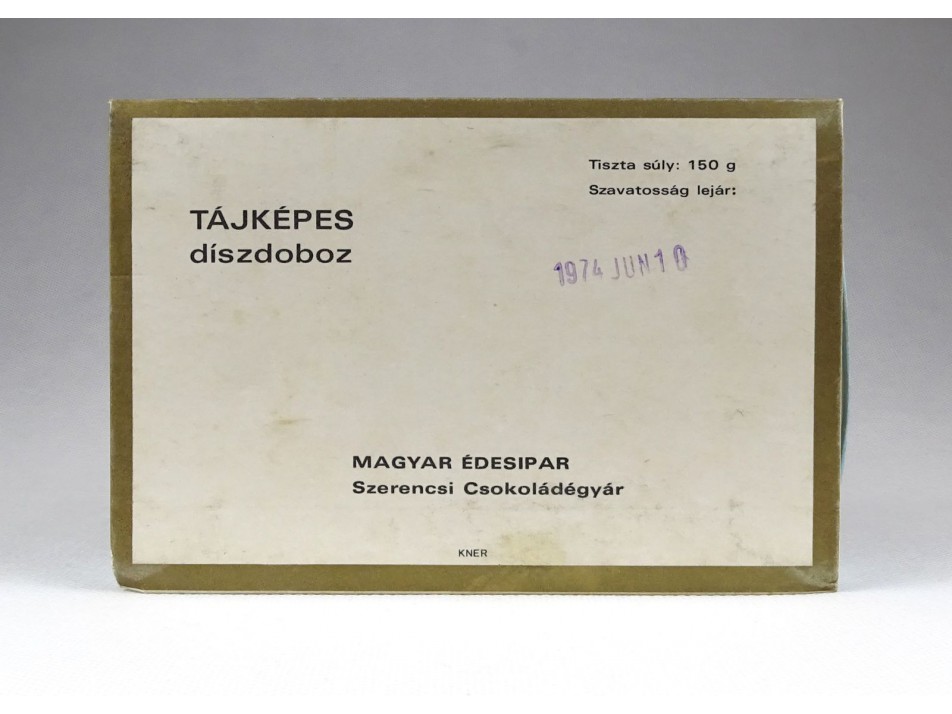 Tiszta súly: 150 g
Szavatosság lejár:
TÁJKÉPES
díszdoboz
1974 JUN 10
MAGYAR ÉDESIPAR
Szerencsi Csokoládégyár
KNER